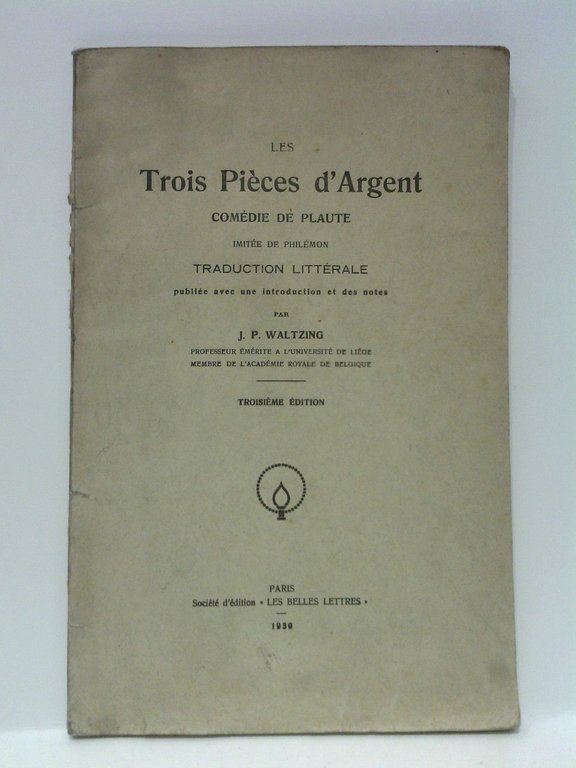 LES
Trois Pièces d'Argent
COMÉDIE DE PLAUTE
IMITÉE DE PHILÉMON
TRADUCTION LITTÉRALE
publiée avec une introduction et des notes
PAR
J. P. WALTZING
PROFESSEUR ÉMÉRITE A L'UNIVERSITÉ DE LIÉGE
MEMBRE DE L'ACADÉMIE ROYALE DE BELGIQUE
TROISIÈME ÉDITION
PARIS
Société d'édition « LES BELLES LETTRES »
1930